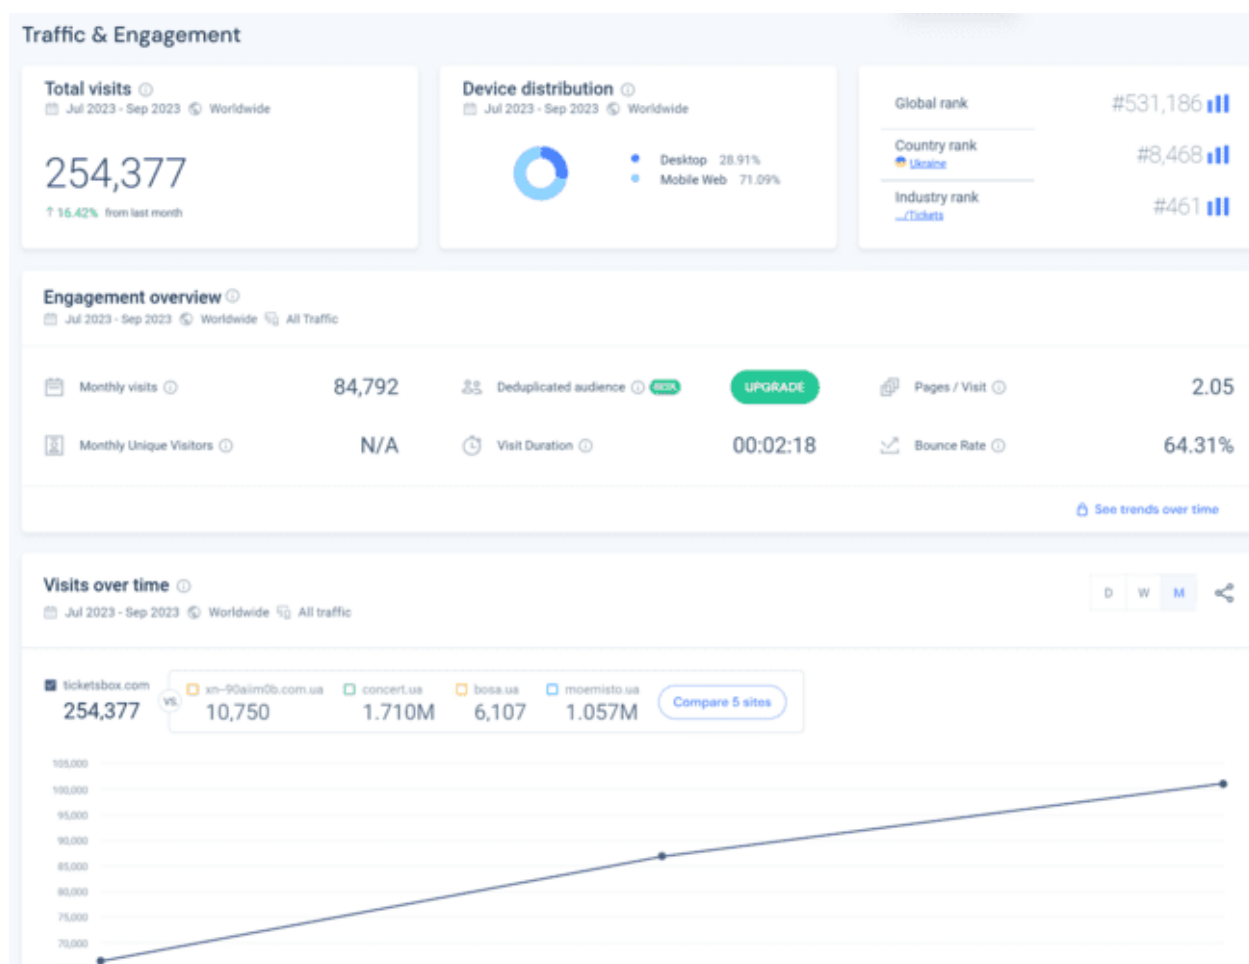 Traffic & Engagement
Total visits
Jul 2023 - Sep 2023 Worldwide
254,377
↑ 16.42% from last month
Device distribution
Jul 2023 - Sep 2023 Worldwide
Desktop 28.91%
Mobile Web 71.09%
Global rank #531,186
Country rank #8,468
Ukraine
Industry rank #461
.../Tickets
Engagement overview
Jul 2023 - Sep 2023 Worldwide All Traffic
Monthly visits 84,792
Deduplicated audience UPGRADE
Pages / Visit 2.05
Monthly Unique Visitors N/A
Visit Duration 00:02:18
Bounce Rate 64.31%
See trends over time
Visits over time
Jul 2023 - Sep 2023 Worldwide All traffic
D W M
ticketsbox.com
254,377
VS.
xn--90aiim0b.com.ua concert.ua bosa.ua moemisto.ua
10,750 1.710M 6,107 1.057M
Compare 5 sites
105,000
100,000
95,000
90,000
85,000
80,000
75,000
70,000